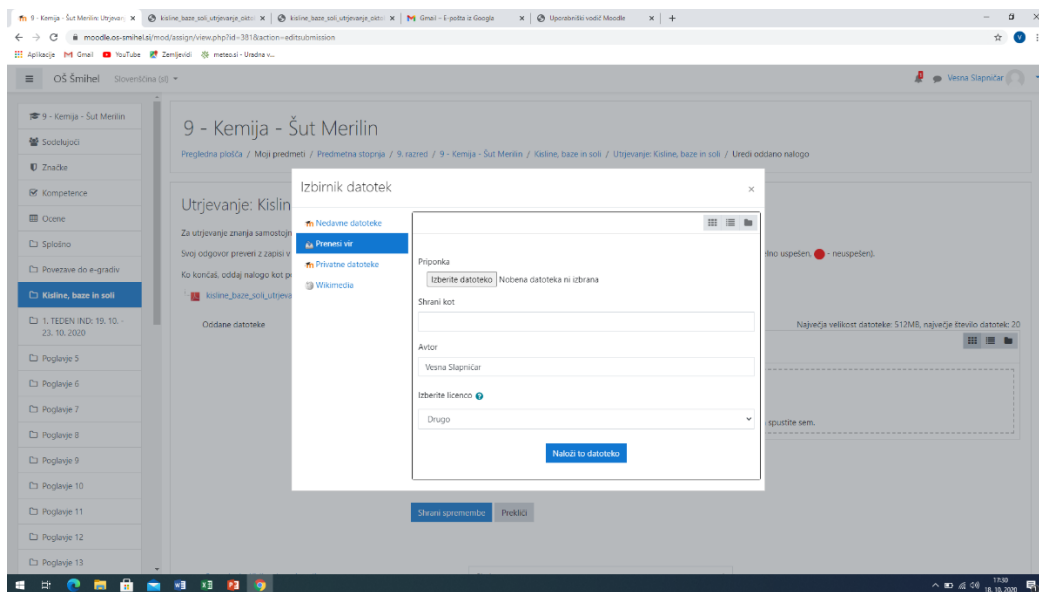 9 - Kemija - Šut Merilin: Utrjevan
kisline_baze_soli_utrjevanje_okto
kisline_baze_soli_utrjevanje_okto
Gmail – E-pošta iz Googla
Uporabniški vodič Moodle
moodle.os-smihel.si/mod/assign/view.php?id=381&action=editsubmission
Aplikacije Gmail YouTube Zemljevidi meteo.si - Uradna v...
OŠ Šmihel Slovenščina (sl)
Vesna Slapničar
9 - Kemija - Šut Merilin
Sodelujoči
Značke
Kompetence
Ocene
Splošno
Povezave do e-gradiv
Kisline, baze in soli
1. TEDEN IND: 19. 10. -
23. 10. 2020
Poglavje 5
Poglavje 6
Poglavje 7
Poglavje 8
Poglavje 9
Poglavje 10
Poglavje 11
Poglavje 12
Poglavje 13
9 - Kemija - Šut Merilin
Pregledna plošča / Moji predmeti / Predmetna stopnja / 9. razred / 9 - Kemija - Šut Merilin / Kisline, baze in soli / Utrjevanje: Kisline, baze in soli / Uredi oddano nalogo
Utrjevanje: Kislin
Za utrjevanje znanja samostojn
Svoj odgovor preveri z zapisi v
lno uspešen, - neuspešen).
Ko končaš, oddaj nalogo kot p
kisline_baze_soli_utrjeva
Oddane datoteke
Največja velikost datoteke: 512MB, največje število datotek: 20
spustite sem.
Izbirnik datotek
×
Nedavne datoteke
Prenesi vir
Privatne datoteke
Wikimedia
Priponka
Izberite datoteko Nobena datoteka ni izbrana
Shrani kot
Avtor
Vesna Slapničar
Izberite licenco
Drugo
Naloži to datoteko
Shrani spremembe Prekliči
17:50
18. 10. 2020